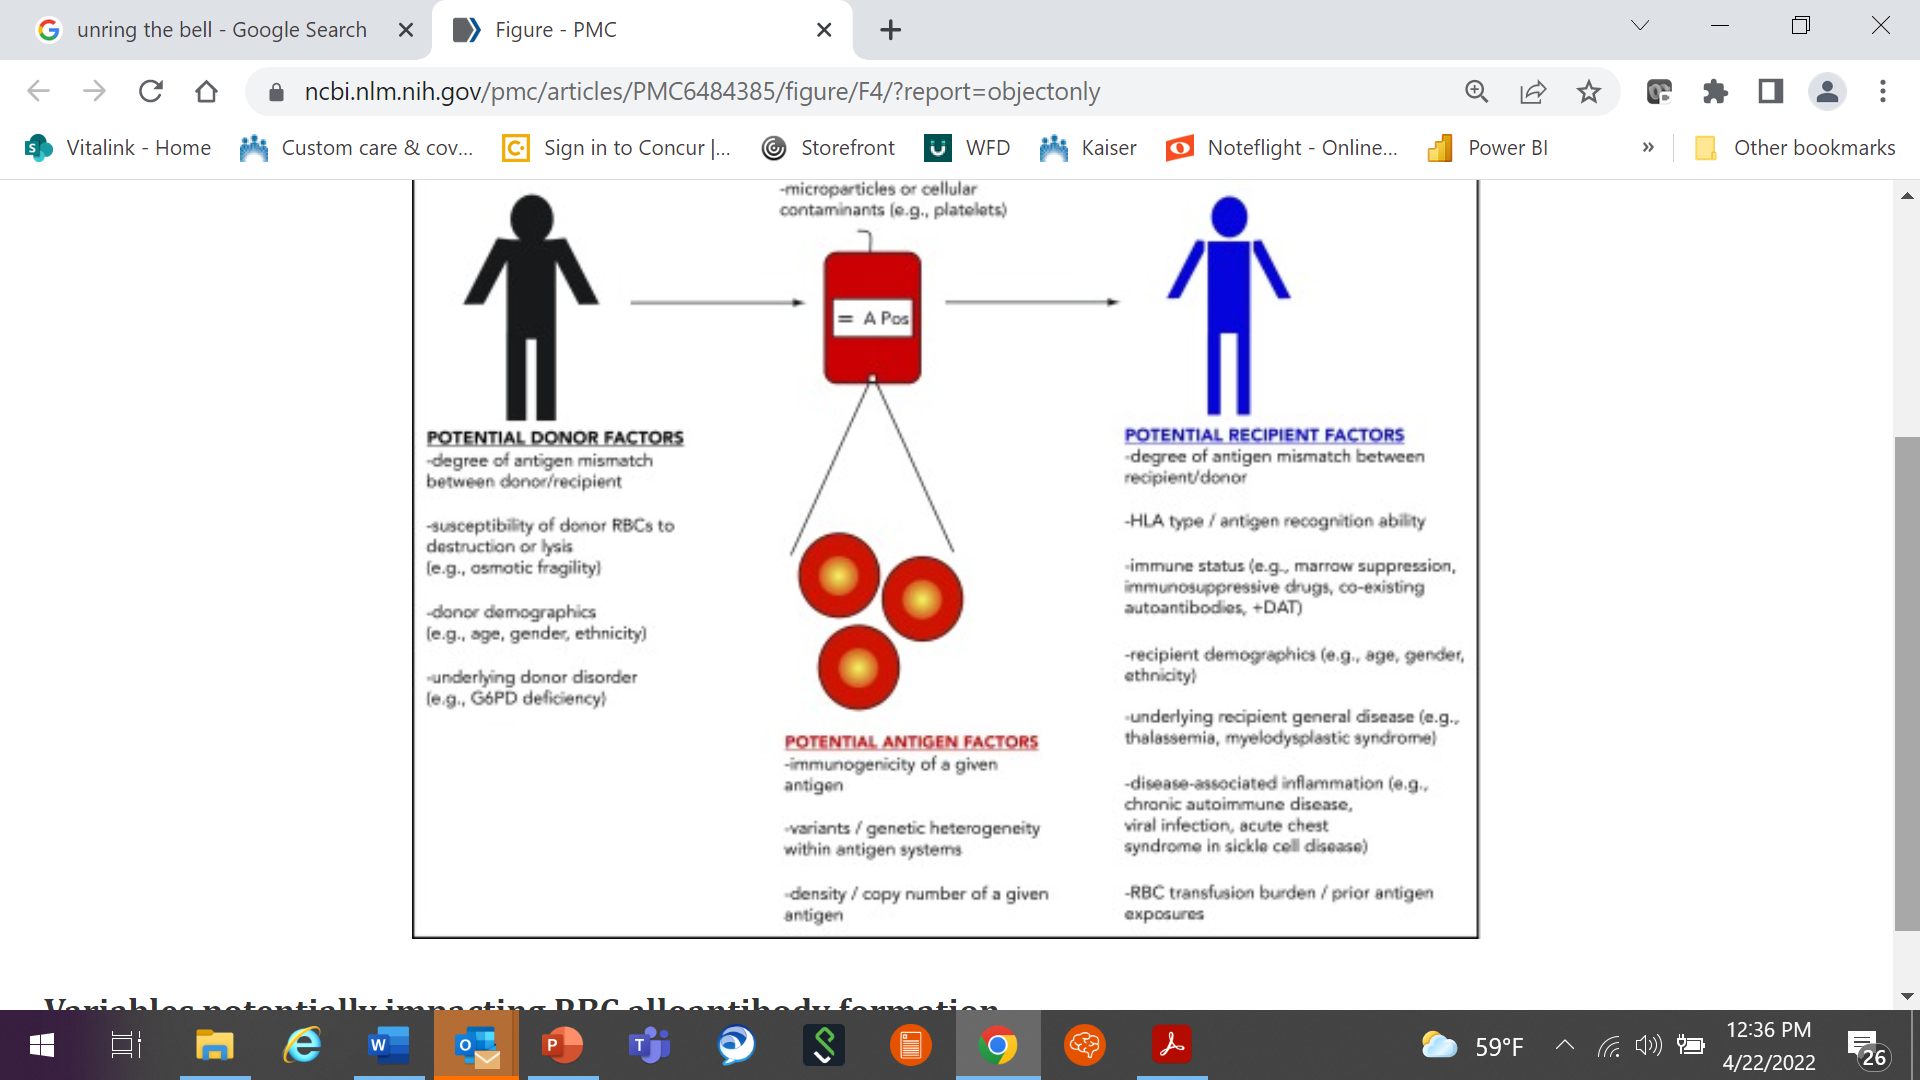 unring the bell - Google Search
Figure - PMC
ncbi.nlm.nih.gov/pmc/articles/PMC6484385/figure/F4/?report=objectonly
Vitalink - Home
Custom care & cov...
Sign in to Concur |...
Storefront
WFD
Kaiser
Noteflight - Online...
Power BI
»
Other bookmarks
-microparticles or cellular
contaminants (e.g., platelets)
= A Pos
POTENTIAL DONOR FACTORS
-degree of antigen mismatch
between donor/recipient
-susceptibility of donor RBCs to
destruction or lysis
(e.g., osmotic fragility)
-donor demographics
(e.g., age, gender, ethnicity)
-underlying donor disorder
(e.g., G6PD deficiency)
POTENTIAL ANTIGEN FACTORS
-immunogenicity of a given
antigen
-variants / genetic heterogeneity
within antigen systems
-density / copy number of a given
antigen
POTENTIAL RECIPIENT FACTORS
-degree of antigen mismatch between
recipient/donor
-HLA type / antigen recognition ability
-immune status (e.g., marrow suppression,
immunosuppressive drugs, co-existing
autoantibodies, +DAT)
-recipient demographics (e.g., age, gender,
ethnicity)
-underlying recipient general disease (e.g.,
thalassemia, myelodysplastic syndrome)
-disease-associated inflammation (e.g.,
chronic autoimmune disease,
viral infection, acute chest
syndrome in sickle cell disease)
-RBC transfusion burden / prior antigen
exposures
Variables potentially impacting RBC alloantibody formation
59°F
12:36 PM
4/22/2022
26